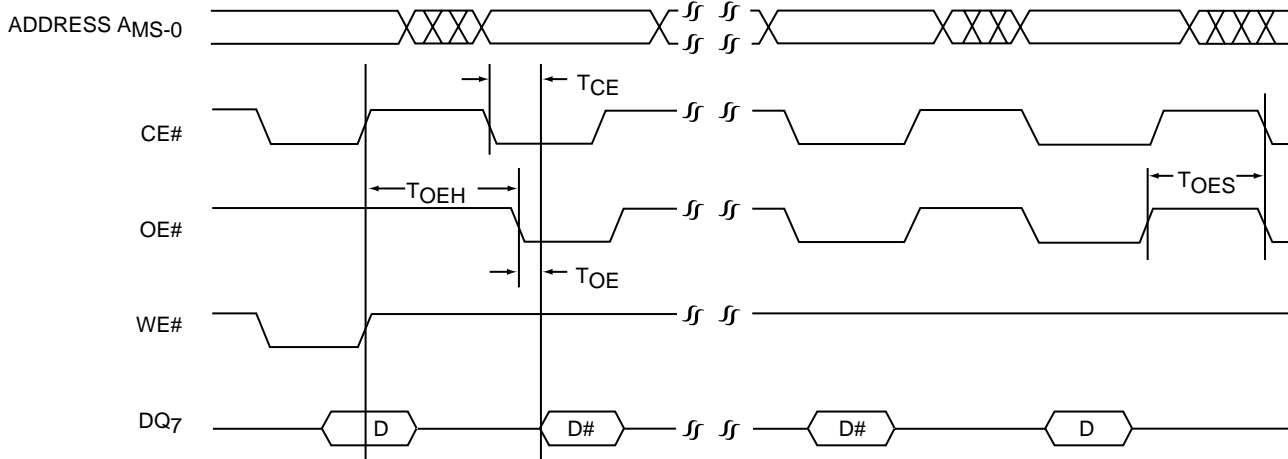 ADDRESS AMS-0
TCE
CE#
TOEH
TOES
OE#
TOE
WE#
DQ7
D
D#
D#
D